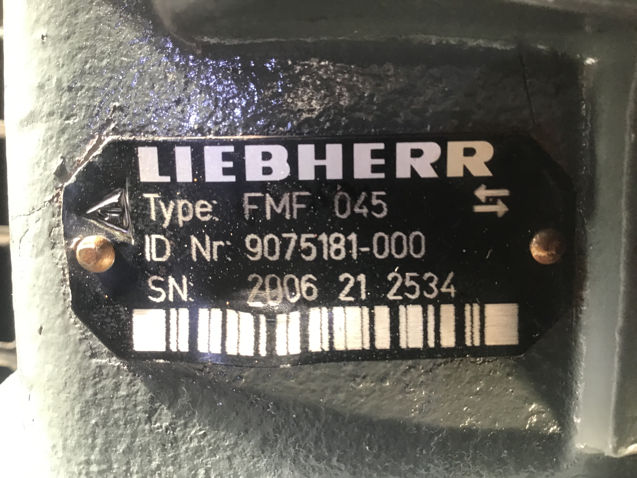 LIEBHERR
Type: FMF 045
ID Nr: 9075181-000
SN. 2006 21 2534